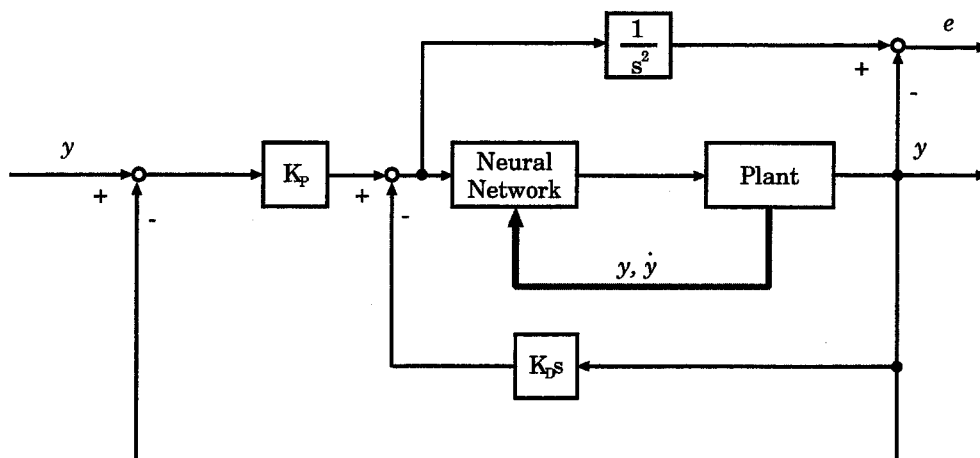 e
1
s²
+
-
y
+
-
K_P
+
-
Neural
Network
Plant
y
y, ẏ
K_D s